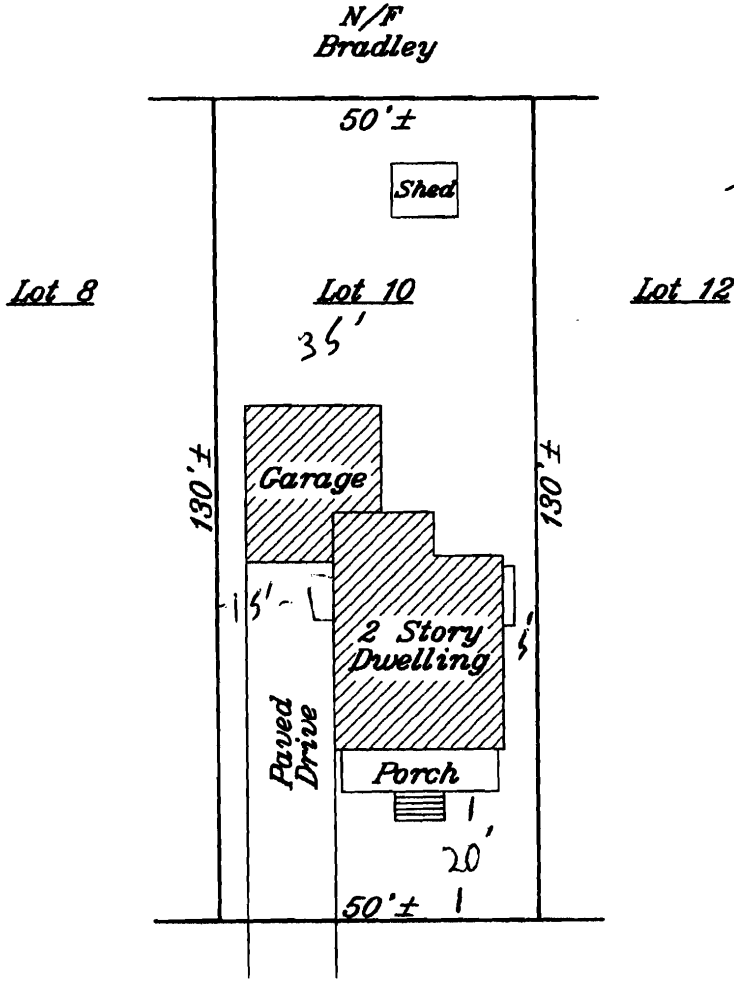 N/F
Bradley
50'±
Shed
Lot 8
Lot 10
Lot 12
35'
Garage
130'±
130'±
15'
5'
2 Story
Dwelling
Paved
Drive
Porch
20'
50'±